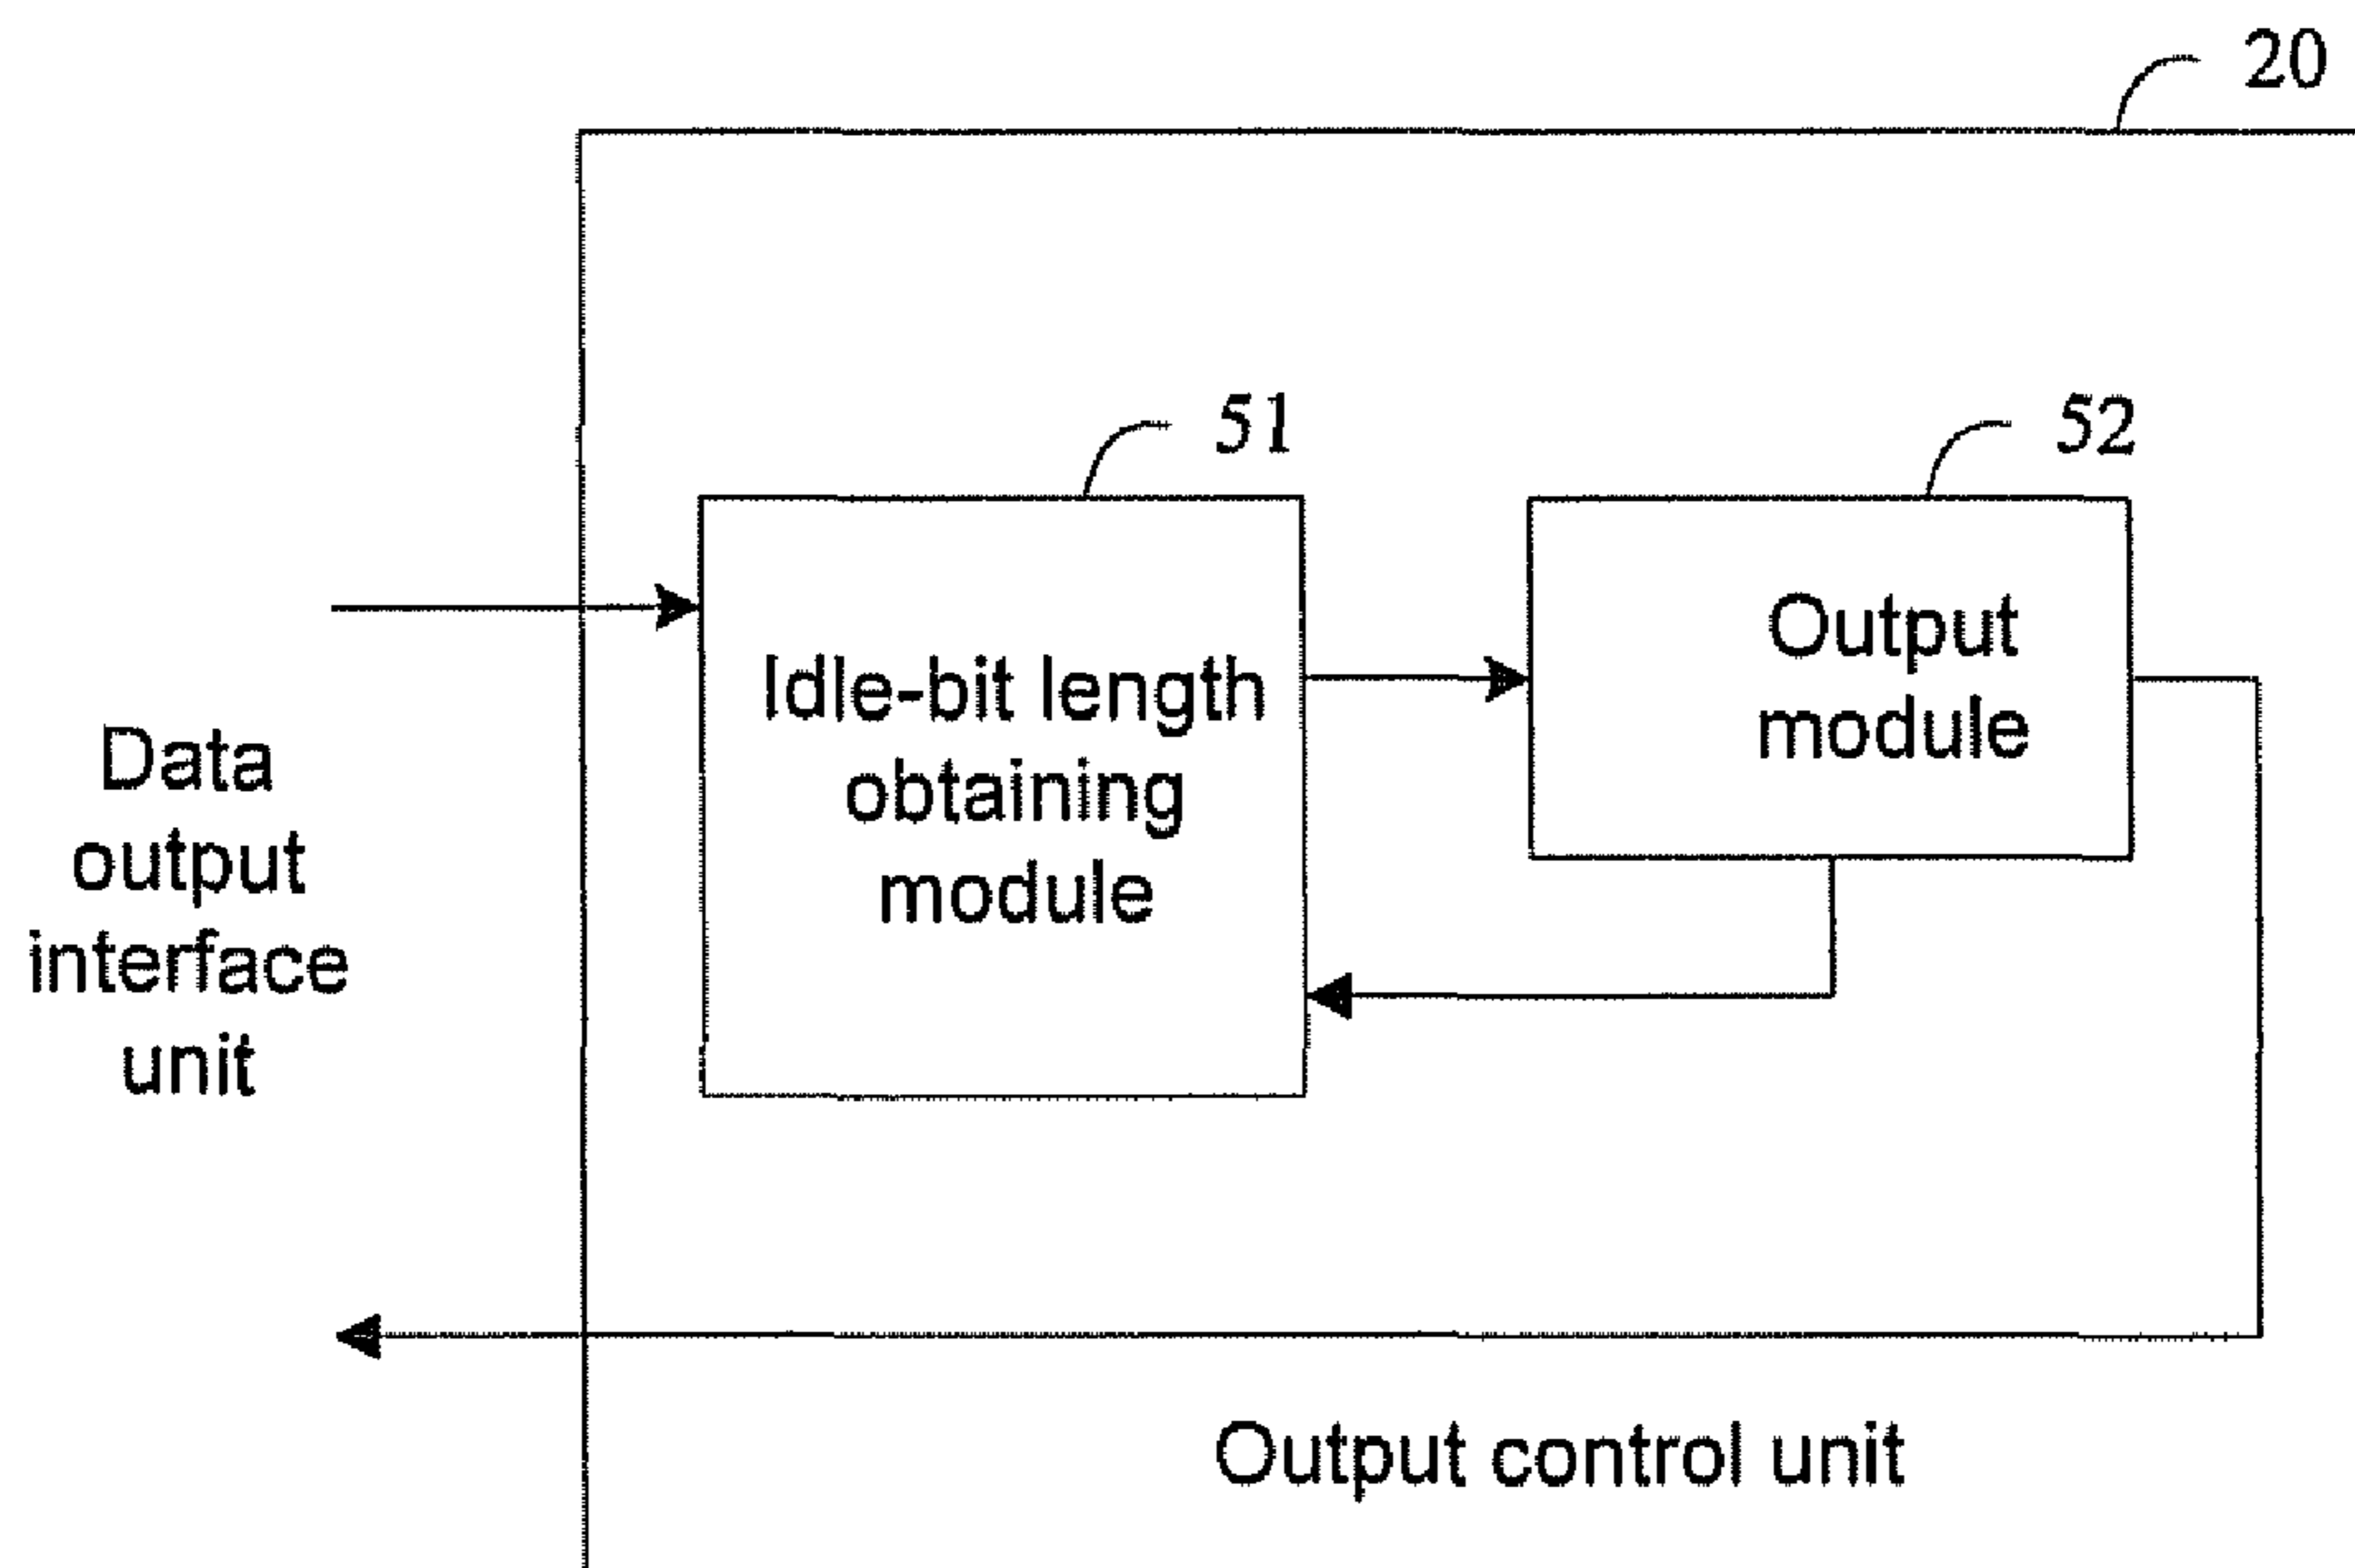 20
51
52
Idle-bit length
obtaining
module
Output
module
Data
output
interface
unit
Output control unit